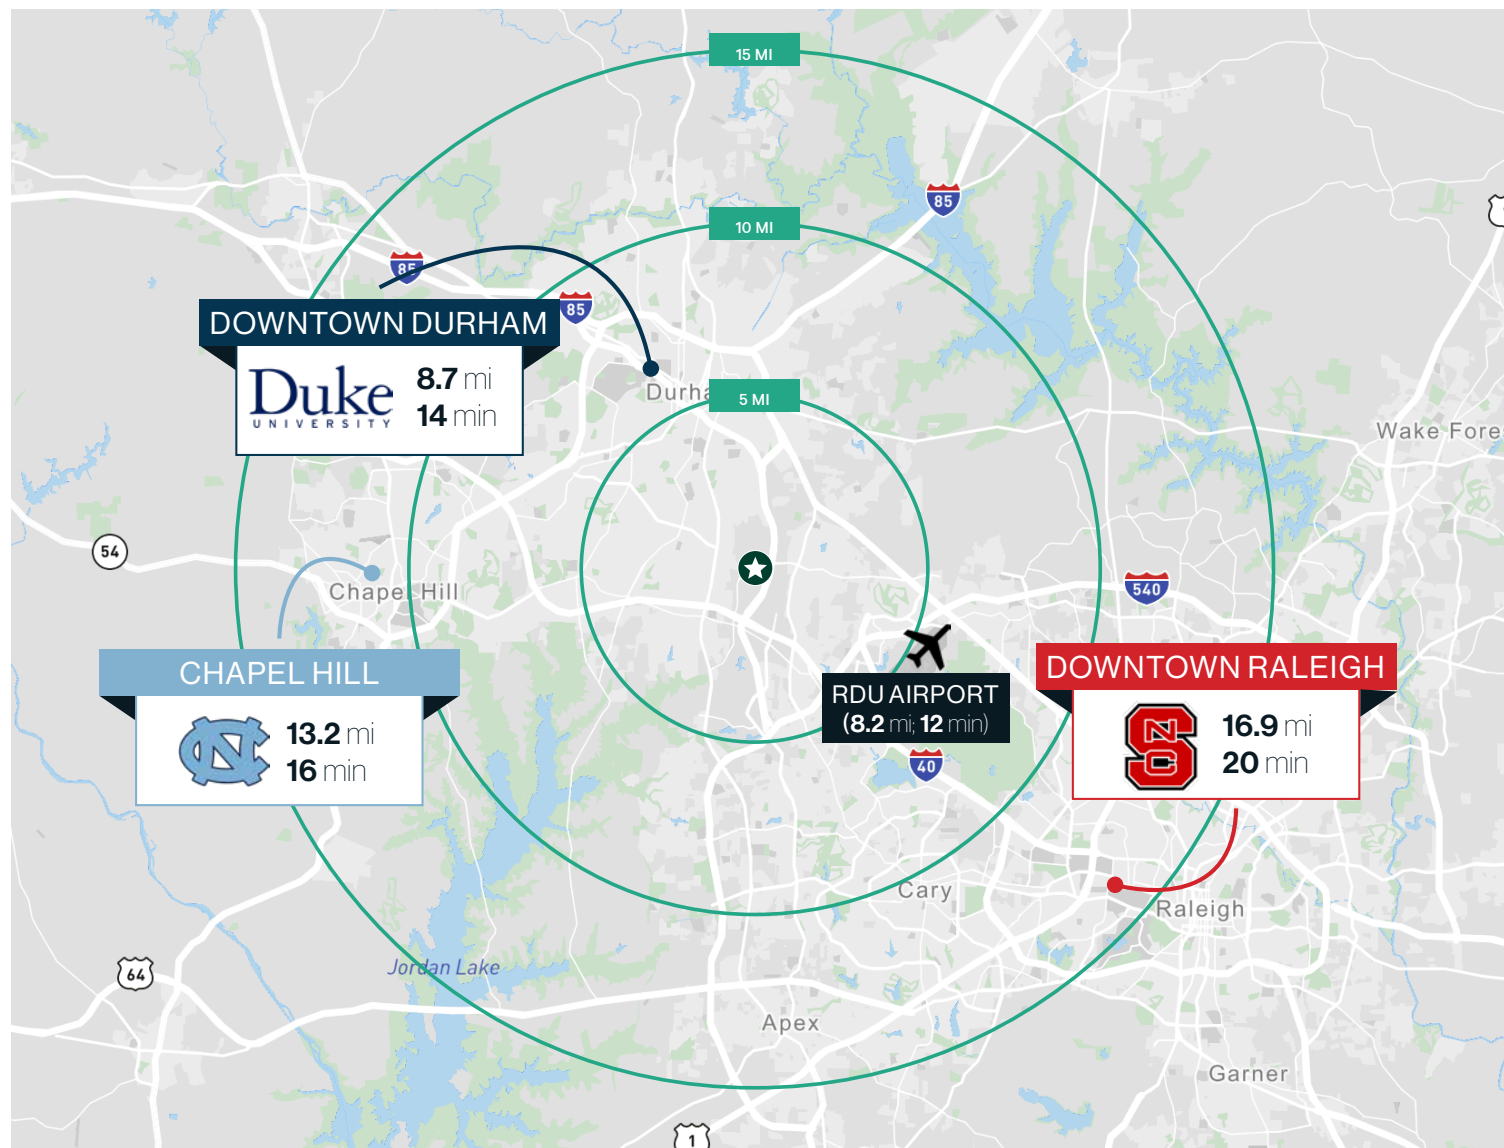 15 MI
10 MI
85
85
85
DOWNTOWN DURHAM
Duke
UNIVERSITY
8.7 mi
14 min
5 MI
Wake Fore
54
Chapel Hill
540
CHAPEL HILL
NC
13.2 mi
16 min
RDU AIRPORT
(8.2 mi; 12 min)
40
DOWNTOWN RALEIGH
NCS
16.9 mi
20 min
Cary
Raleigh
Jordan Lake
64
Apex
Garner
1